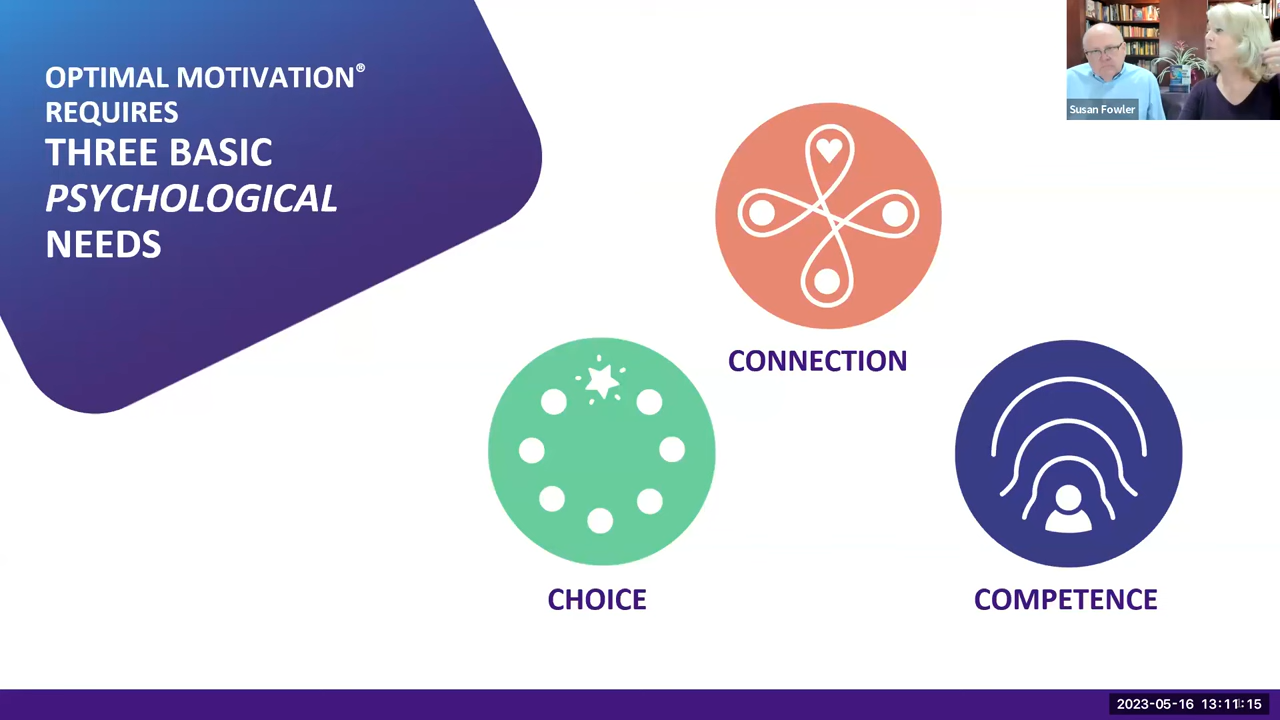 OPTIMAL MOTIVATION®
REQUIRES
THREE BASIC
PSYCHOLOGICAL
NEEDS
Susan Fowler
CONNECTION
CHOICE
COMPETENCE
2023-05-16 13:11:15